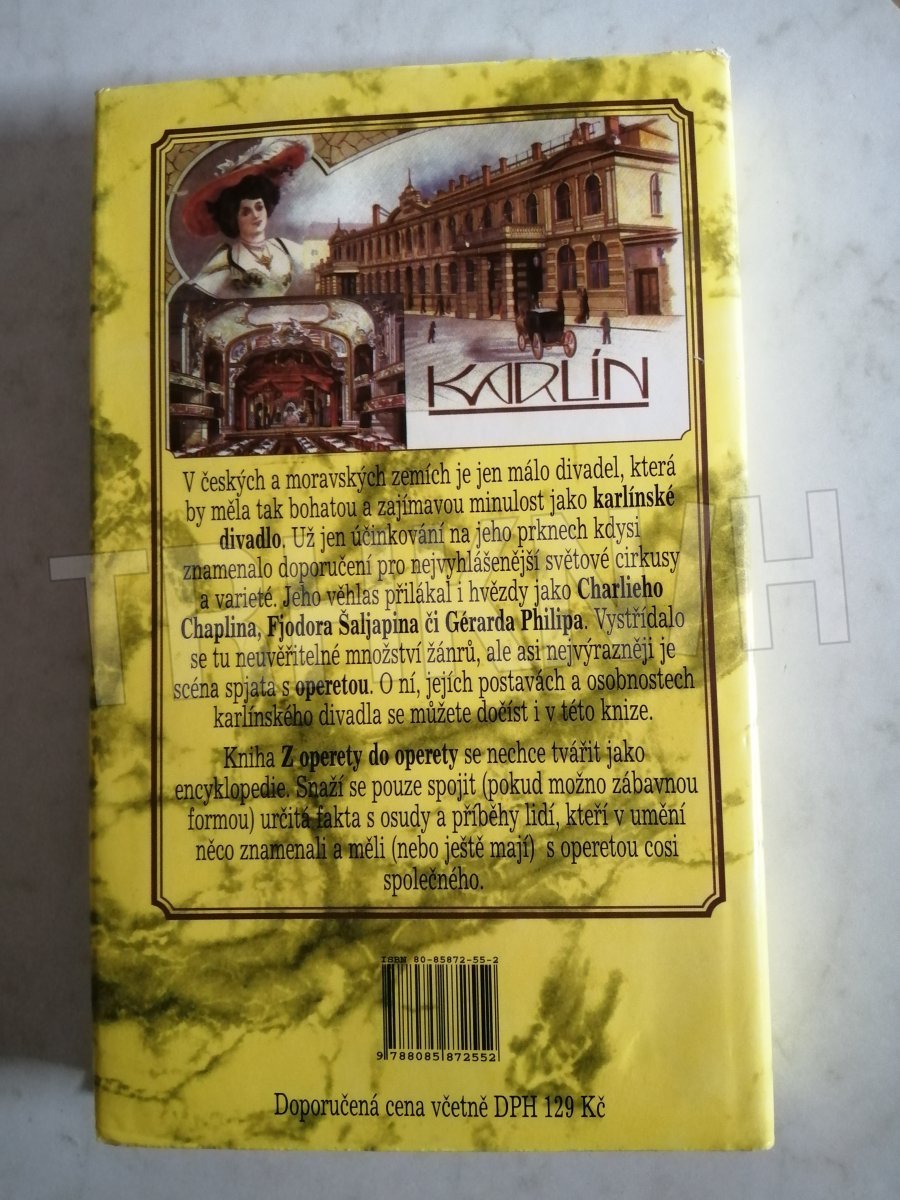 KARLÍN
V českých a moravských zemích je jen málo divadel, která
by měla tak bohatou a zajímavou minulost jako karlínské
divadlo. Už jen účinkování na jeho prknech kdysi
znamenalo doporučení pro nejvyhlášenější světové cirkusy
a varieté. Jeho věhlas přilákal i hvězdy jako Charlieho
Chaplina, Fjodora Šaljapina či Gérarda Philipa. Vystřídalo
se tu neuvěřitelné množství žánrů, ale asi nejvýrazněji je
scéna spjata s operetou. O ní, jejích postavách a osobnostech
karlínského divadla se můžete dočíst i v této knize.
Kniha Z operety do operety se nechce tvářit jako
encyklopedie. Snaží se pouze spojit (pokud možno zábavnou
formou) určitá fakta s osudy a příběhy lidí, kteří v umění
něco znamenali a měli (nebo ještě mají) s operetou cosi
společného.
ISBN 80-85872-55-2
9 788085 872552
Doporučená cena včetně DPH 129 Kč